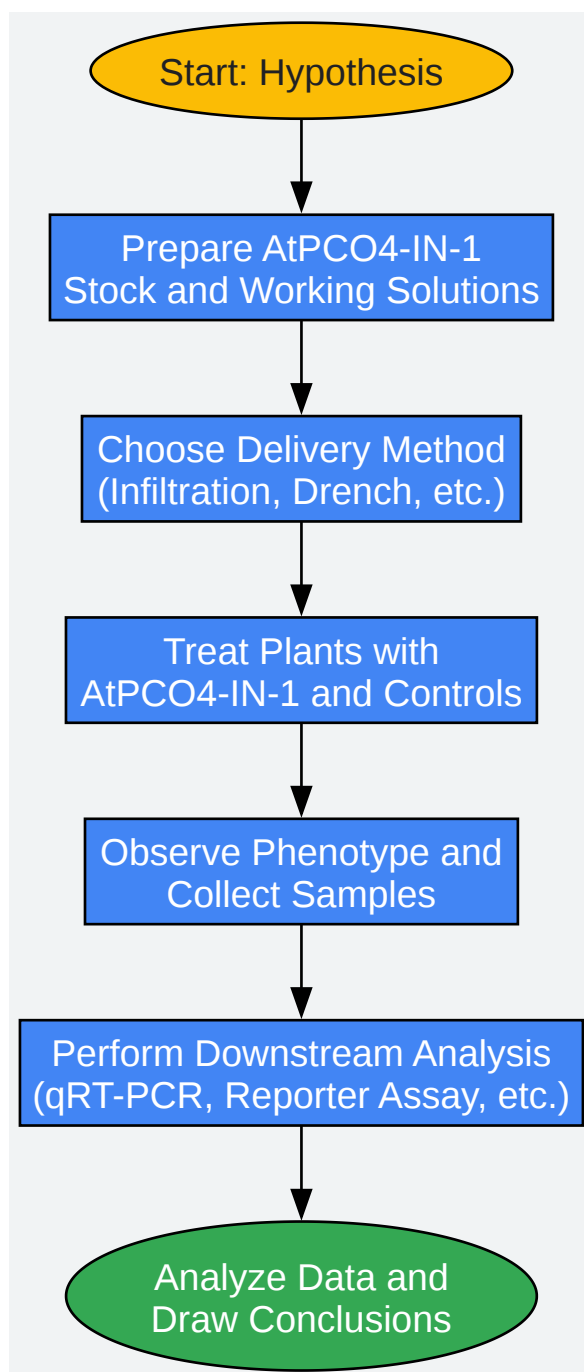 Start: Hypothesis
Prepare AtPCO4-IN-1
Stock and Working Solutions
Choose Delivery Method
(Infiltration, Drench, etc.)
Treat Plants with
AtPCO4-IN-1 and Controls
Observe Phenotype and
Collect Samples
Perform Downstream Analysis
(qRT-PCR, Reporter Assay, etc.)
Analyze Data and
Draw Conclusions